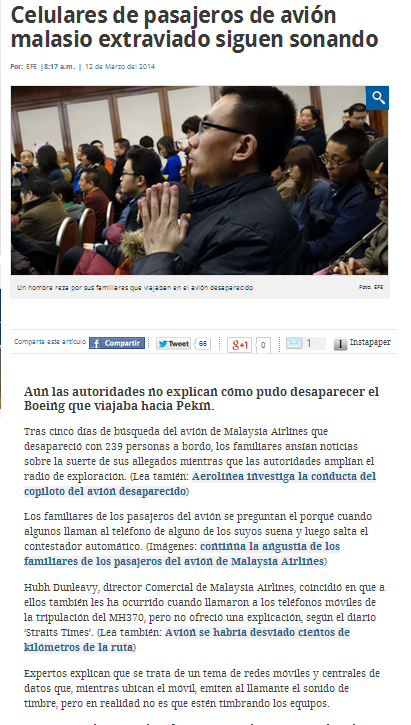 Celulares de pasajeros de avión
malasio extraviado siguen sonando
Por: EFE | 8:17 a.m. | 12 de Marzo del 2014
Un hombre reza por sus familiares que viajaban en el avión desaparecido
Foto: EFE
Comparte este artículo
Compartir
Tweet
66
g+1
0
1
I
Instapaper
Aún las autoridades no explican cómo pudo desaparecer el
Boeing que viajaba hacia Pekín.
Tras cinco días de búsqueda del avión de Malaysia Airlines que
desapareció con 239 personas a bordo, los familiares ansían noticias
sobre la suerte de sus allegados mientras que las autoridades amplían el
radio de exploración. (Lea tamién: Aerolínea investiga la conducta del
copiloto del avión desaparecido)
Los familiares de los pasajeros del avión se preguntan el porqué cuando
algunos llaman al teléfono de alguno de los suyos suena y luego salta el
contestador automático. (Imágenes: continúa la angustia de los
familiares de los pasajeros del avión de Malaysia Airlines)
Hubh Dunleavy, director Comercial de Malaysia Airlines, coincidió en que a
ellos también les ha ocurrido cuando llamaron a los teléfonos móviles de
la tripulación del MH370, pero no ofreció una explicación, según el diario
‘Straits Times’. (Lea también: Avión se habría desviado cientos de
kilómetros de la ruta)
Expertos explican que se trata de un tema de redes móviles y centrales de
datos que, mientras ubican el móvil, emiten al llamante el sonido de
timbre, pero en realidad no es que estén timbrando los equipos.